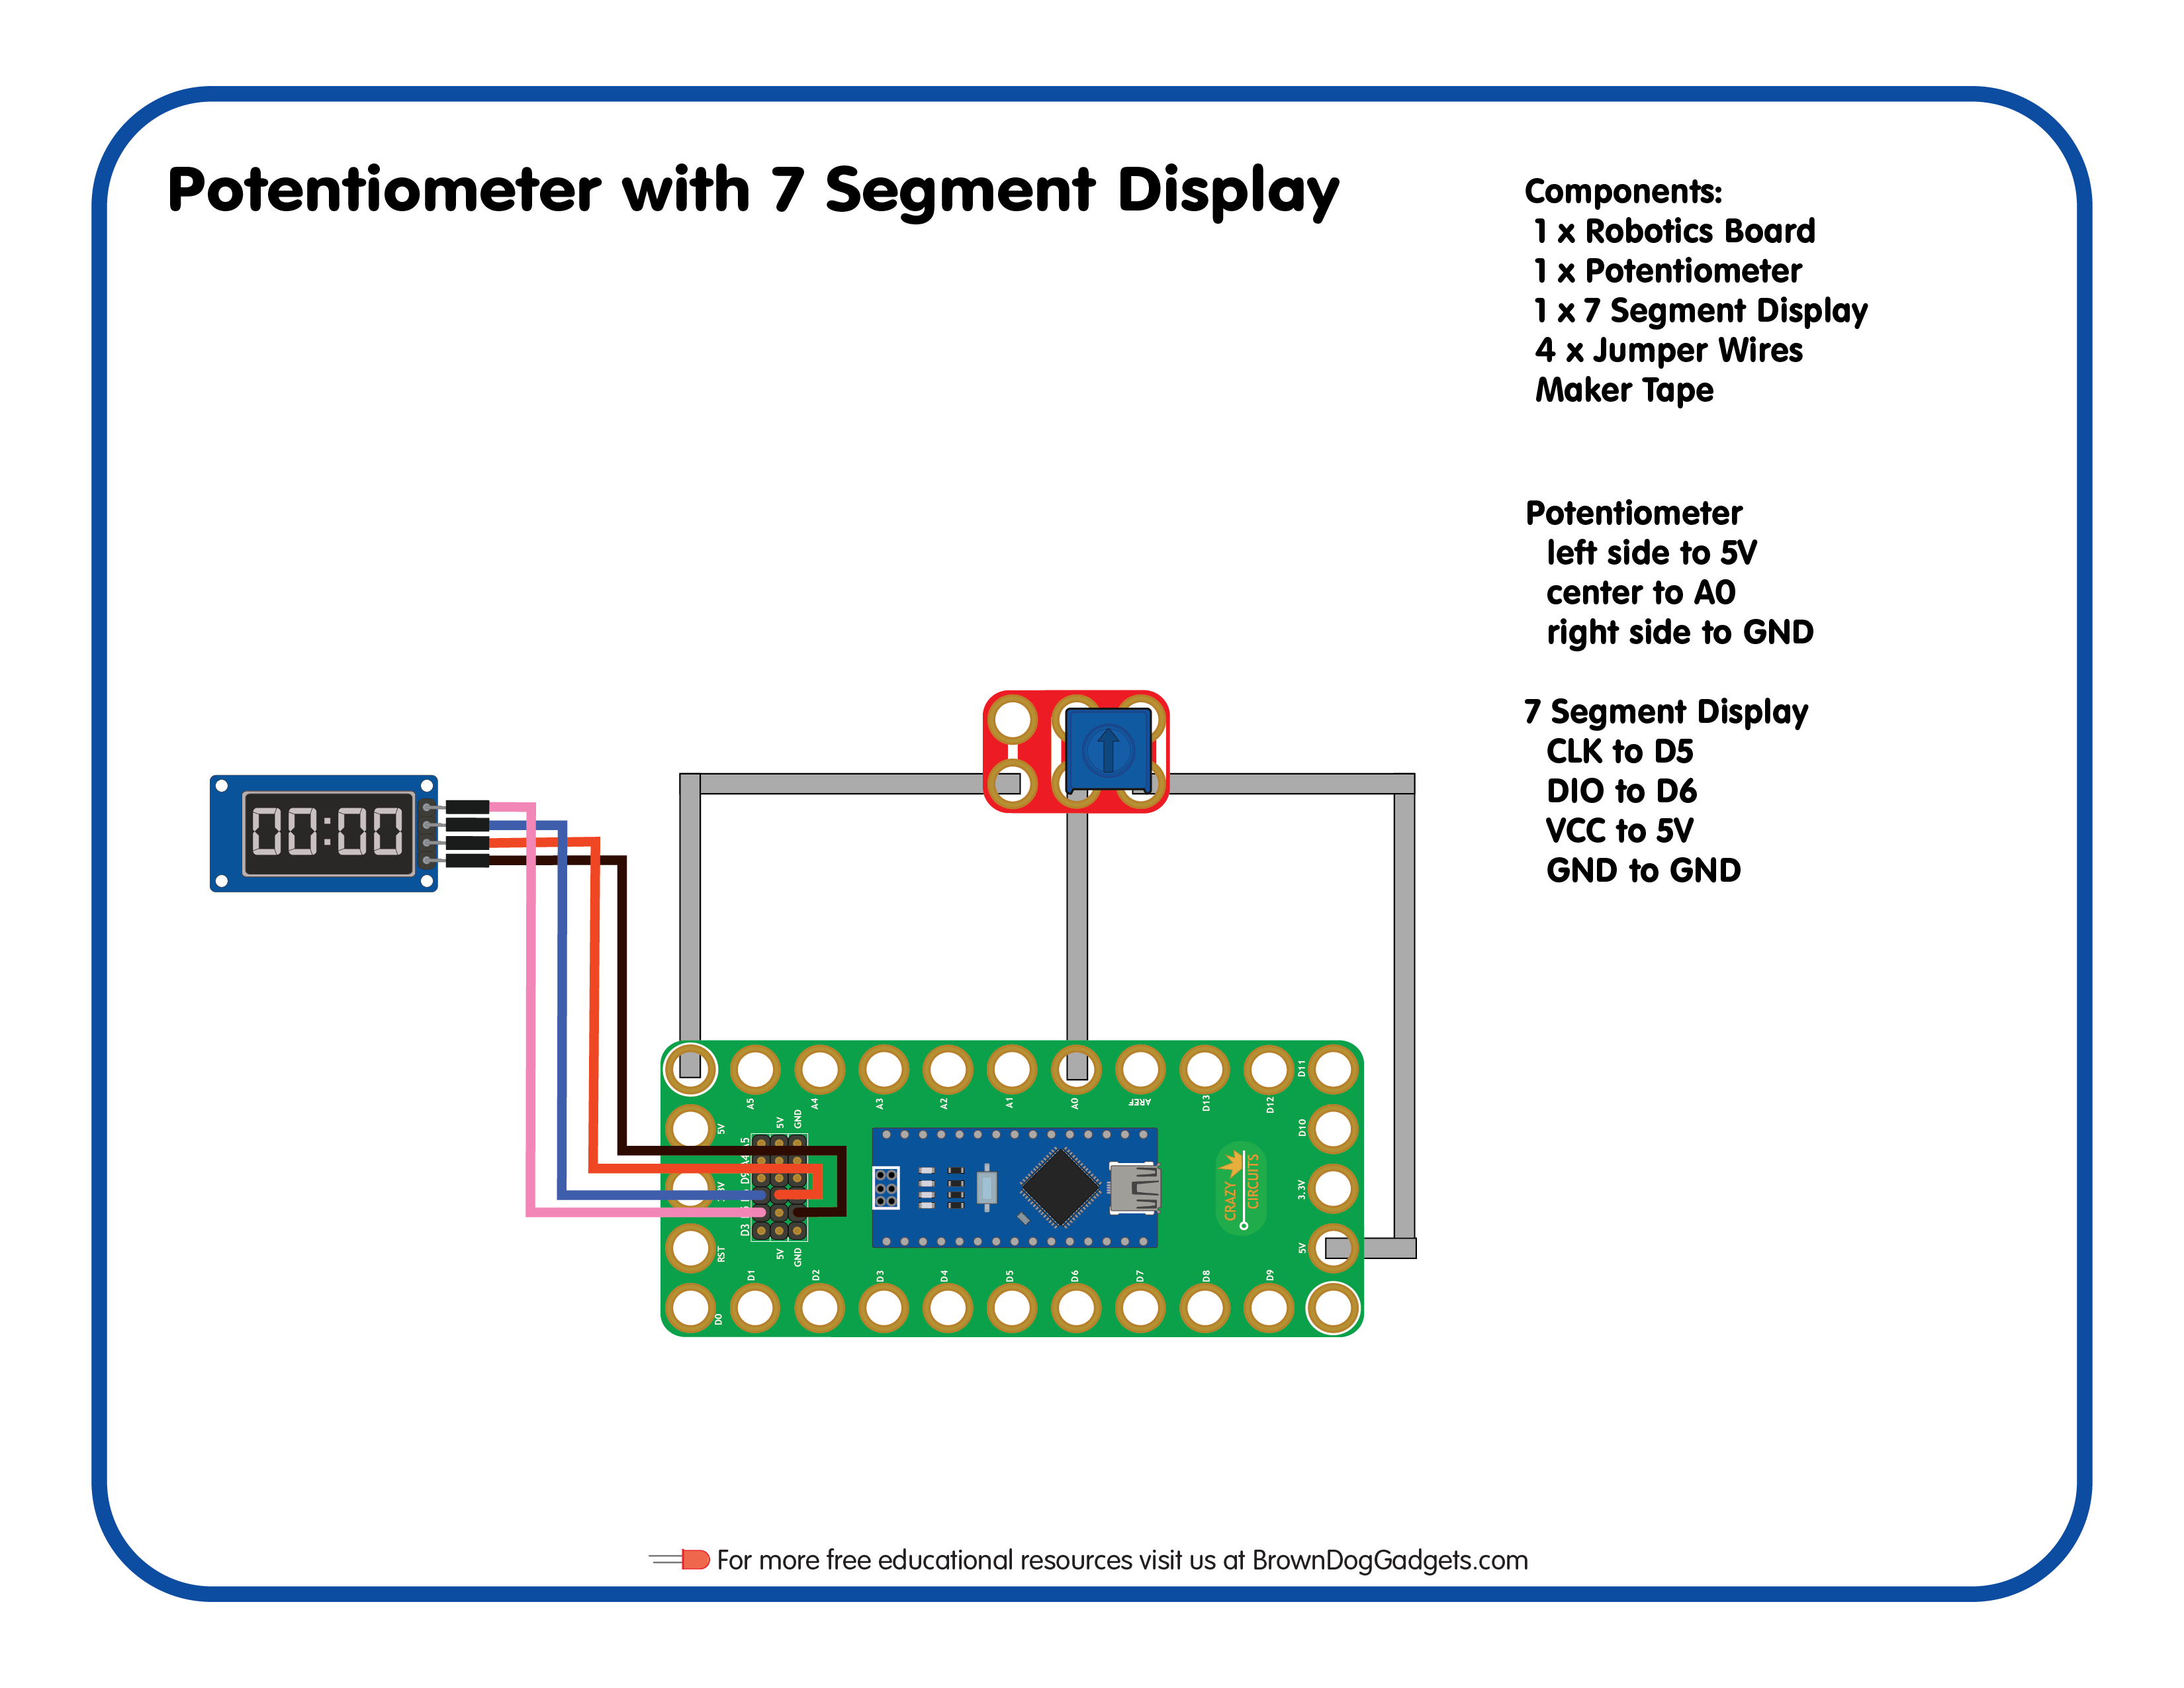 Potentiometer with 7 Segment Display
Components:
1 x Robotics Board
1 x Potentiometer
1 x 7 Segment Display
4 x Jumper Wires
Maker Tape
Potentiometer
left side to 5V
center to A0
right side to GND
7 Segment Display
CLK to D5
DIO to D6
VCC to 5V
GND to GND
00:00
A5
A4
A3
A2
A1
A0
AREF
D13
D12
D11
5V
5V
GND
D10
D9
3.3V
CRAZY
CIRCUITS
D3
RST
5V
GND
5V
D0
D1
D2
D3
D4
D5
D6
D7
D8
D9
For more free educational resources visit us at BrownDogGadgets.com